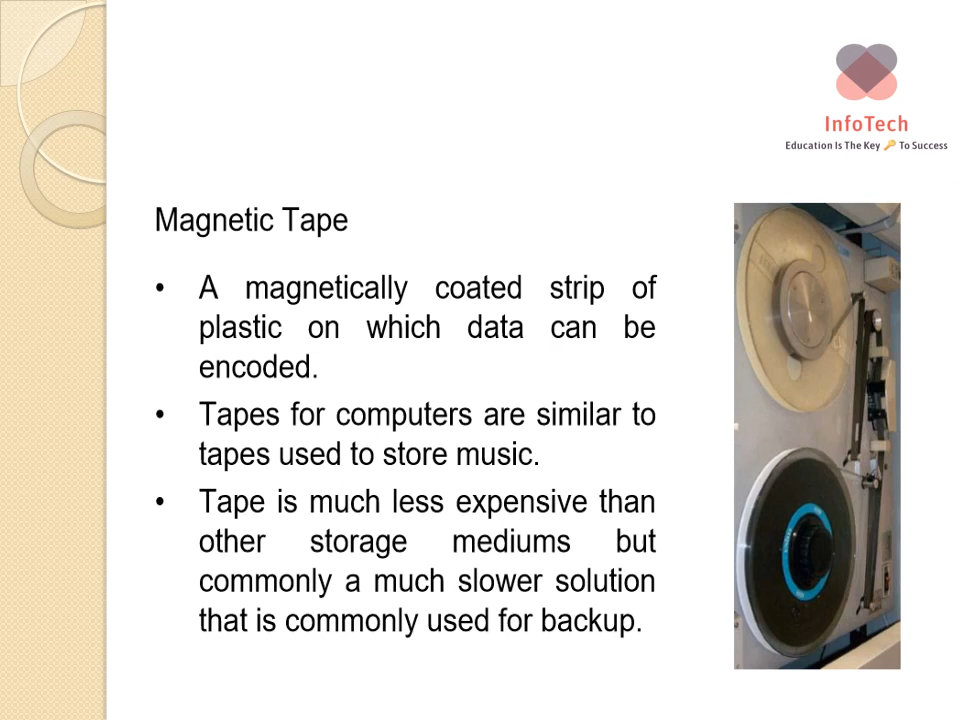 InfoTech
Education Is The Key 🔑 To Success
Magnetic Tape
• A magnetically coated strip of
plastic on which data can be
encoded.
• Tapes for computers are similar to
tapes used to store music.
• Tape is much less expensive than
other storage mediums but
commonly a much slower solution
that is commonly used for backup.